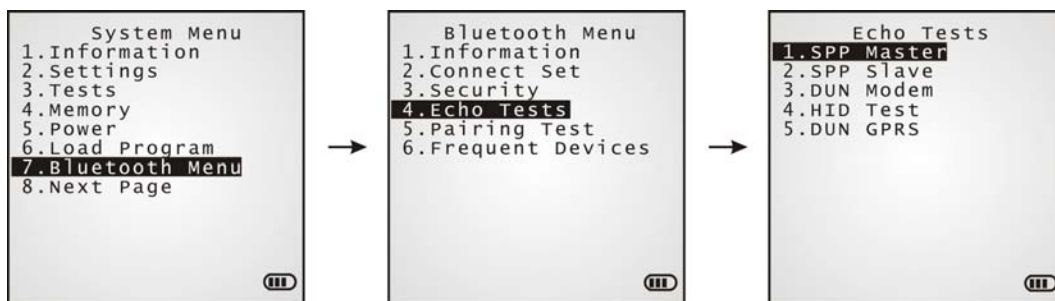 System Menu
1.Information
2.Settings
3.Tests
4.Memory
5.Power
6.Load Program
7.Bluetooth Menu
8.Next Page
Bluetooth Menu
1.Information
2.Connect Set
3.Security
4.Echo Tests
5.Pairing Test
6.Frequent Devices
Echo Tests
1.SPP Master
2.SPP Slave
3.DUN Modem
4.HID Test
5.DUN GPRS